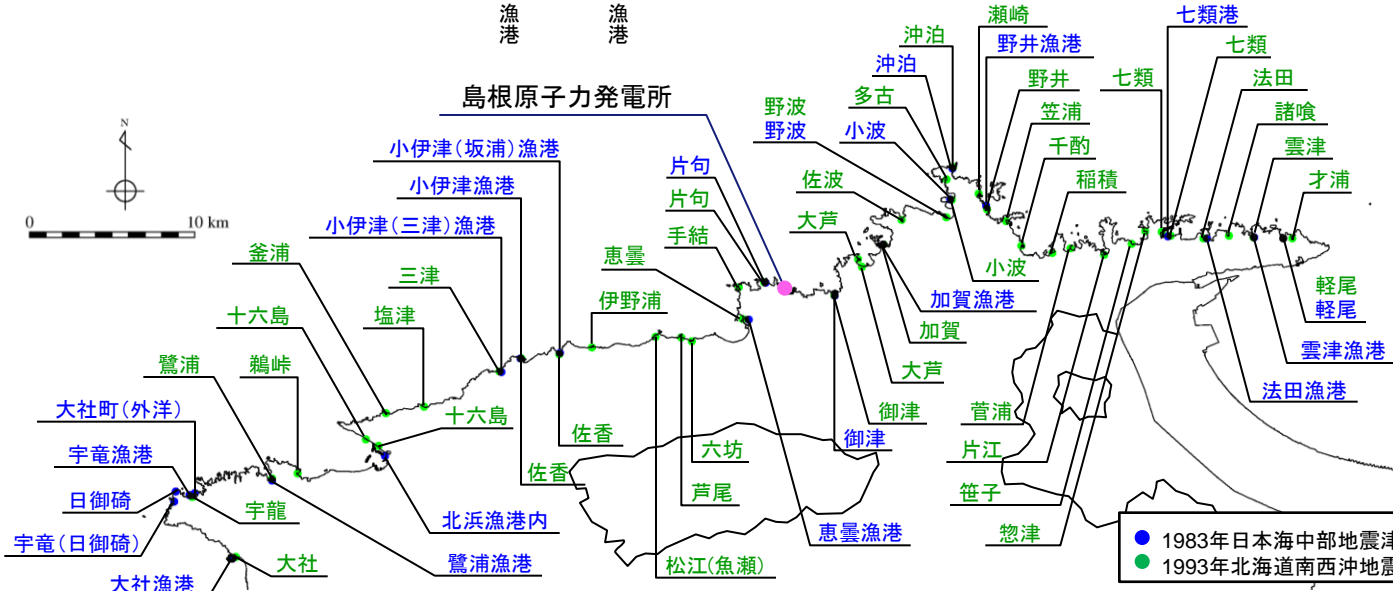 漁港
漁港
瀬崎
七類港
沖泊
野井漁港
七類
沖泊
野井
七類
法田
島根原子力発電所
野波
多古
笠浦
諸喰
野波
小波
千酌
雲津
小伊津(坂浦)漁港
片句
佐波
稲積
才浦
小伊津漁港
片句
大芦
小伊津(三津)漁港
手結
釜浦
恵曇
小波
三津
加賀漁港
軽尾
伊野浦
軽尾
十六島
塩津
加賀
雲津漁港
鷺浦
鵜峠
大芦
法田漁港
大社町(外洋)
十六島
佐香
六坊
御津
御津
菅浦
宇竜漁港
片江
佐香
日御碕
宇龍
芦尾
笹子
北浜漁港内
恵曇漁港
惣津
宇竜(日御碕)
大社
鷺浦漁港
松江(魚瀬)
大社漁港
N
0
10 km
1983年日本海中部地震津
1993年北海道南西沖地震